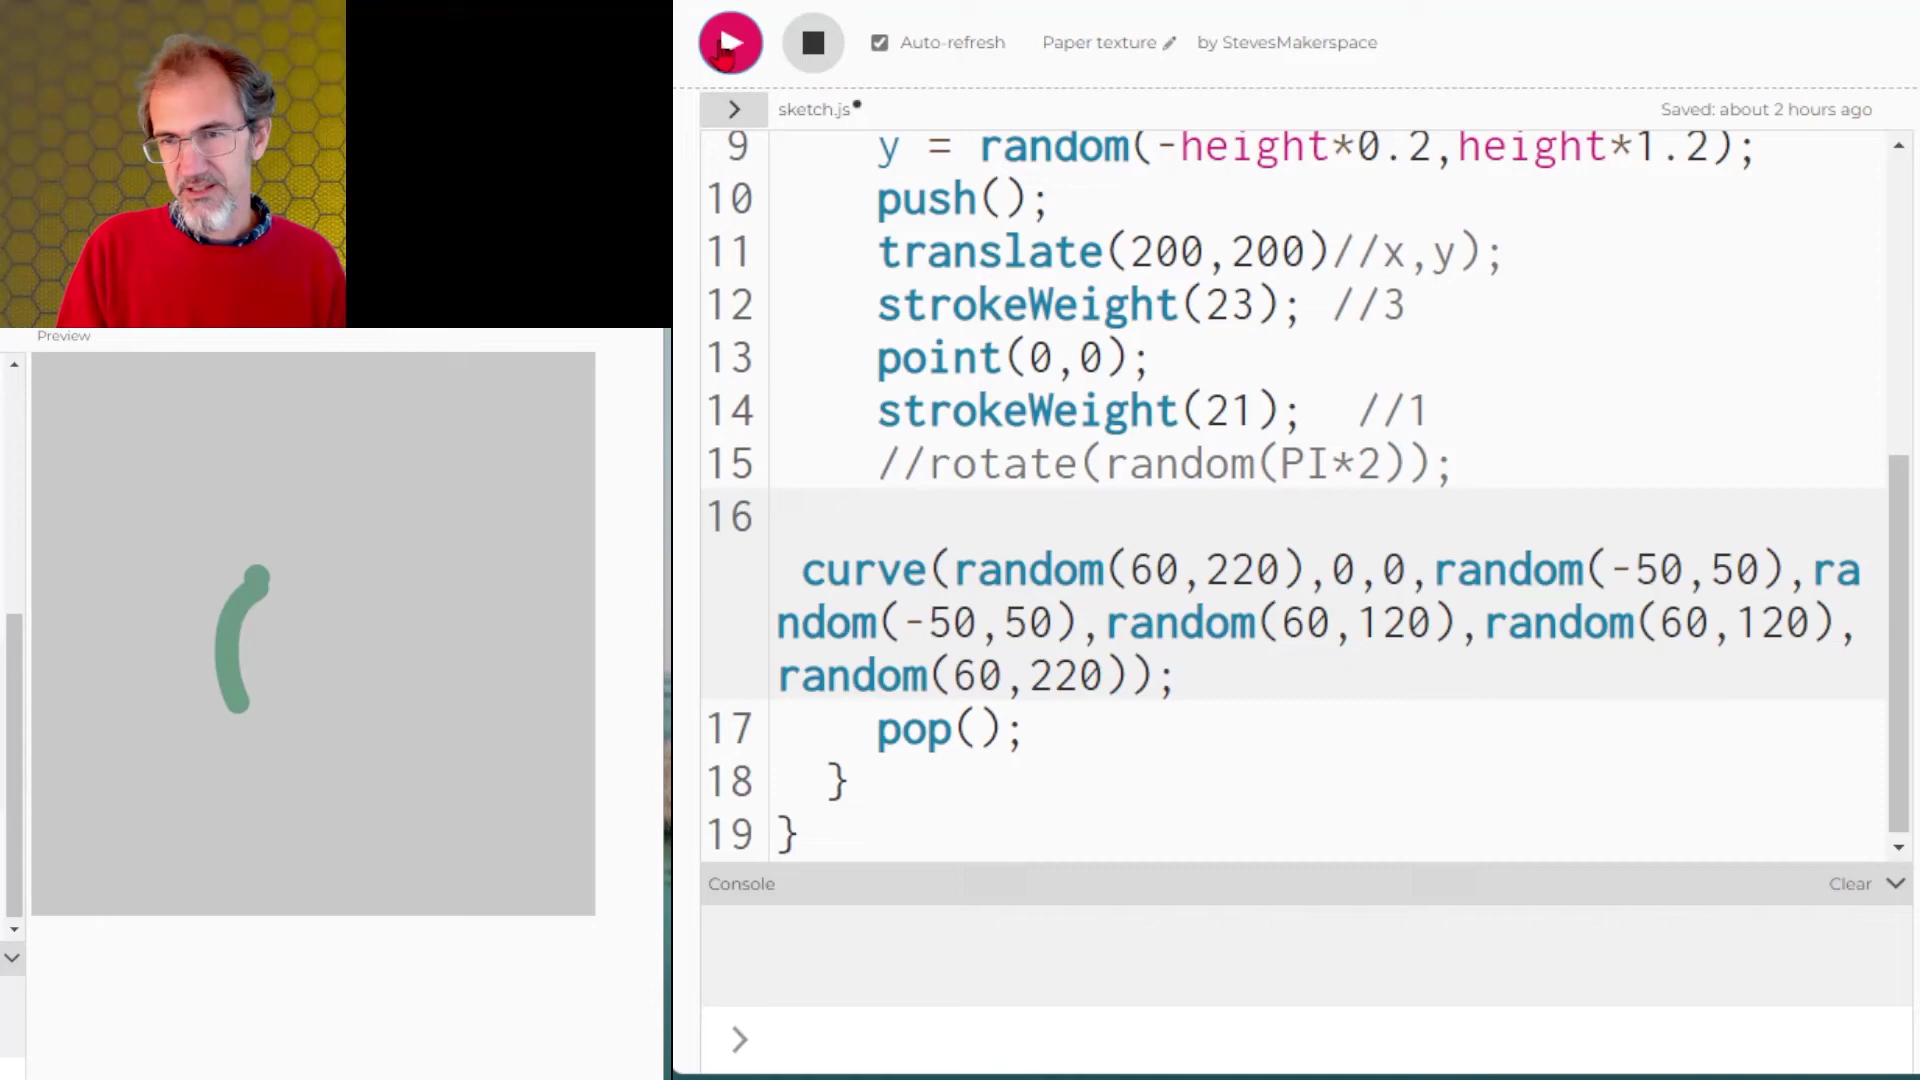 Auto-refresh
Paper texture
by StevesMakerspace
sketch.js
Saved: about 2 hours ago
Preview
9 y = random(-height*0.2,height*1.2);
10 push();
11 translate(200,200)//x,y);
12 strokeWeight(23); //3
13 point(0,0);
14 strokeWeight(21); //1
15 //rotate(random(PI*2));
16
curve(random(60,220),0,0,random(-50,50),ra
ndom(-50,50),random(60,120),random(60,120),
random(60,220));
17 pop();
18 }
19 }
Console
Clear